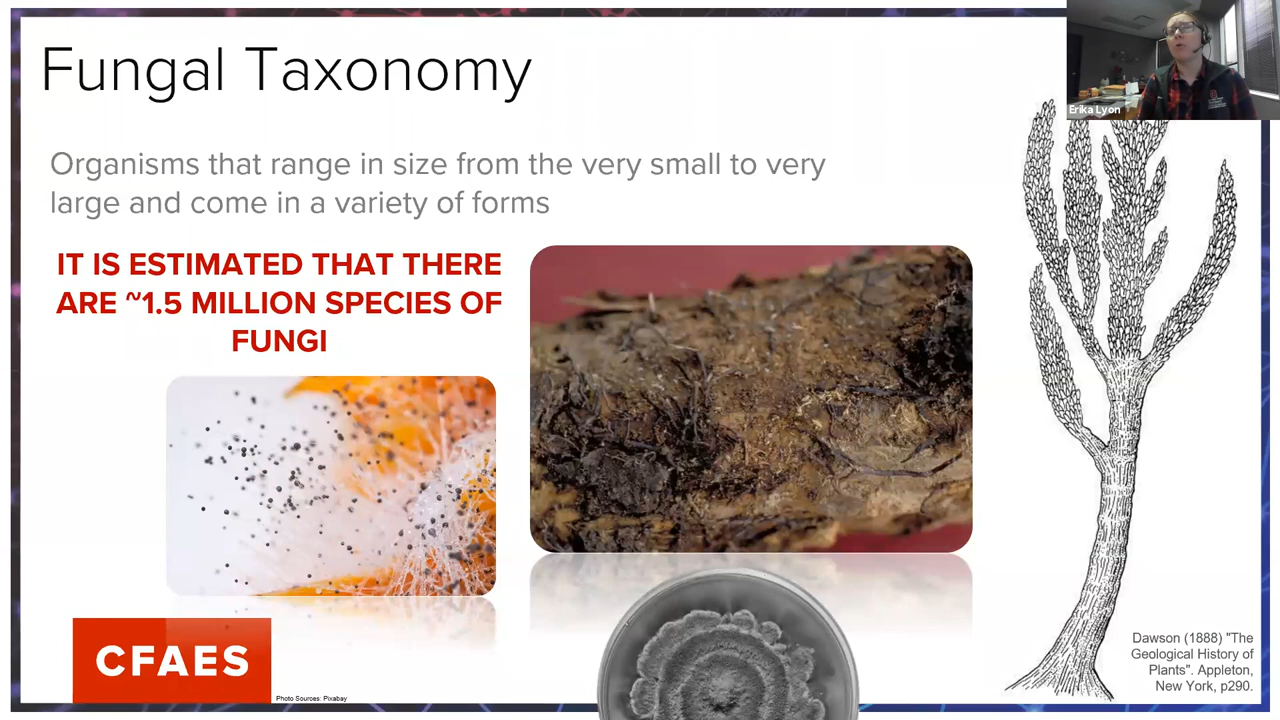 Fungal Taxonomy
Erika Lyon
Organisms that range in size from the very small to very
large and come in a variety of forms
IT IS ESTIMATED THAT THERE
ARE ~1.5 MILLION SPECIES OF
FUNGI
CFAES
Photo Sources: Pixabay
Dawson (1888) "The
Geological History of
Plants". Appleton,
New York, p290.